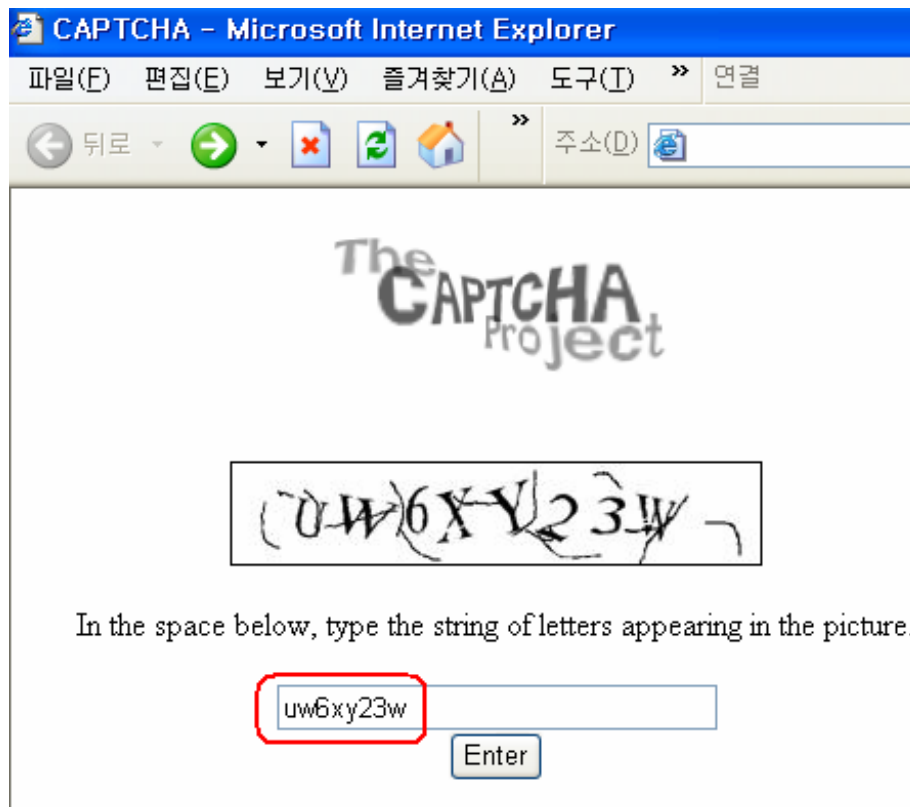 CAPTCHA - Microsoft Internet Explorer
파일(F) 편집(E) 보기(V) 즐겨찾기(A) 도구(T) » 연결
뒤로 » 주소(D)
The
CAPTCHA
Project
UW6XY23W
In the space below, type the string of letters appearing in the picture.
uw6xy23w
Enter